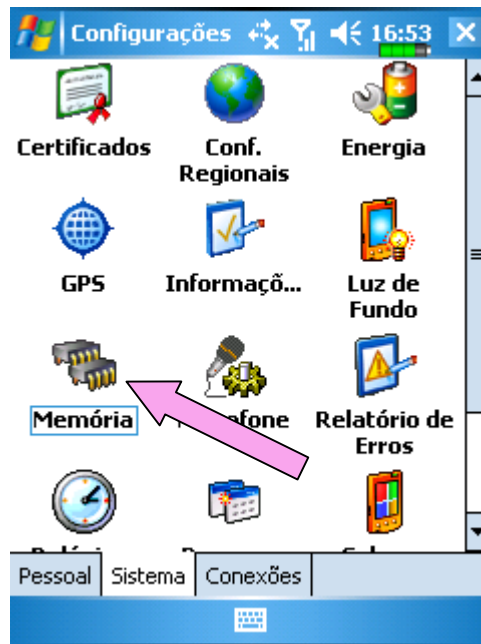 Configurações 16:53
Certificados Conf. Regionais Energia
GPS Informaçõ... Luz de Fundo
Memória Relatório de Erros
Pessoal Sistema Conexões